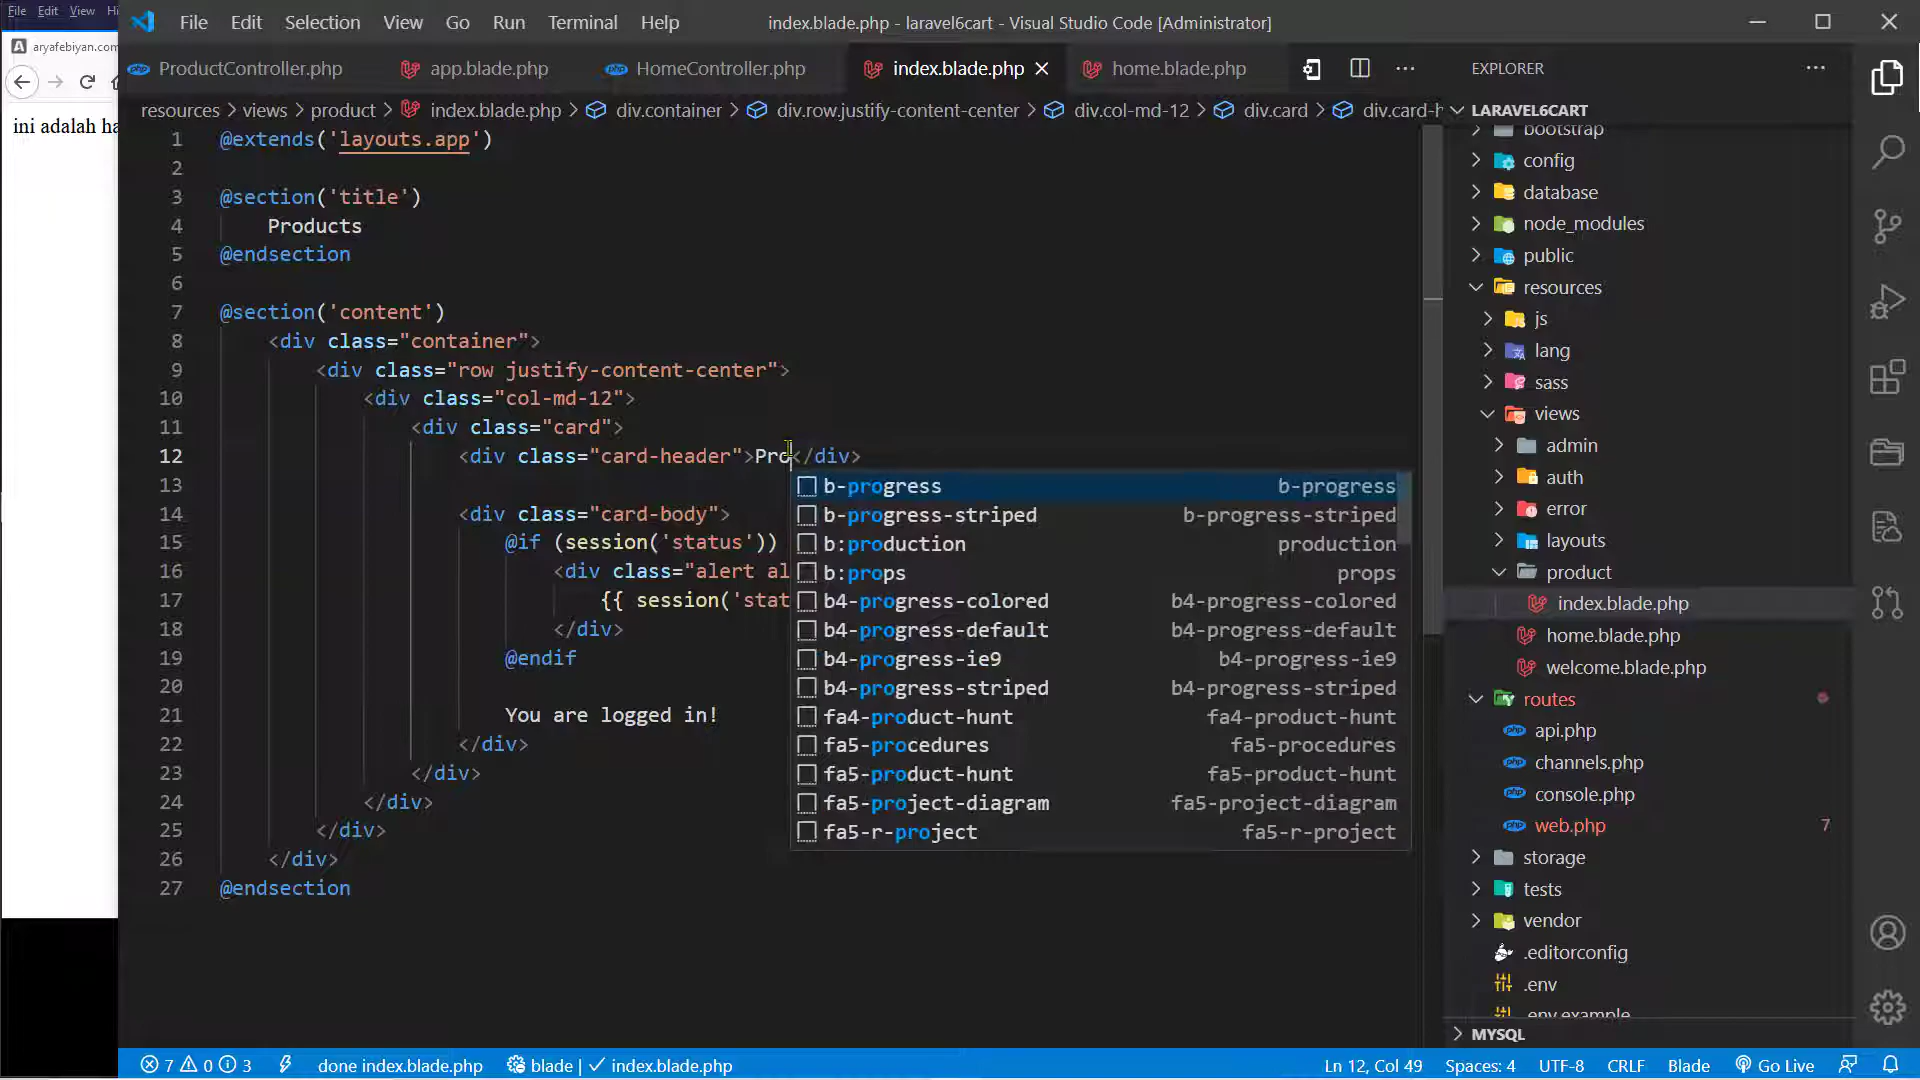 File Edit View Hi
aryafebiyan.com
ini adalah ha
File Edit Selection View Go Run Terminal Help
index.blade.php - laravel6cart - Visual Studio Code [Administrator]
ProductController.php app.blade.php HomeController.php index.blade.php home.blade.php
resources > views > product > index.blade.php > div.container > div.row.justify-content-center > div.col-md-12 > div.card > div.card-h
1 @extends('layouts.app')
2
3 @section('title')
4 Products
5 @endsection
6
7 @section('content')
8 <div class="container">
9 <div class="row justify-content-center">
10 <div class="col-md-12">
11 <div class="card">
12 <div class="card-header">Pro</div>
13
14 <div class="card-body">
15 @if (session('status'))
16 <div class="alert al
17 {{ session('stat
18 </div>
19 @endif
20
21 You are logged in!
22 </div>
23 </div>
24 </div>
25 </div>
26 </div>
27 @endsection
b-progress b-progress
b-progress-striped b-progress-striped
b:production production
b:props props
b4-progress-colored b4-progress-colored
b4-progress-default b4-progress-default
b4-progress-ie9 b4-progress-ie9
b4-progress-striped b4-progress-striped
fa4-product-hunt fa4-product-hunt
fa5-procedures fa5-procedures
fa5-product-hunt fa5-product-hunt
fa5-project-diagram fa5-project-diagram
fa5-r-project fa5-r-project
EXPLORER
LARAVEL6CART
bootstrap
config
database
node_modules
public
resources
js
lang
sass
views
admin
auth
error
layouts
product
index.blade.php
home.blade.php
welcome.blade.php
routes
api.php
channels.php
console.php
web.php 7
storage
tests
vendor
.editorconfig
.env
.env.example
MYSQL
7 0 3 done index.blade.php blade | index.blade.php Ln 12, Col 49 Spaces: 4 UTF-8 CRLF Blade Go Live